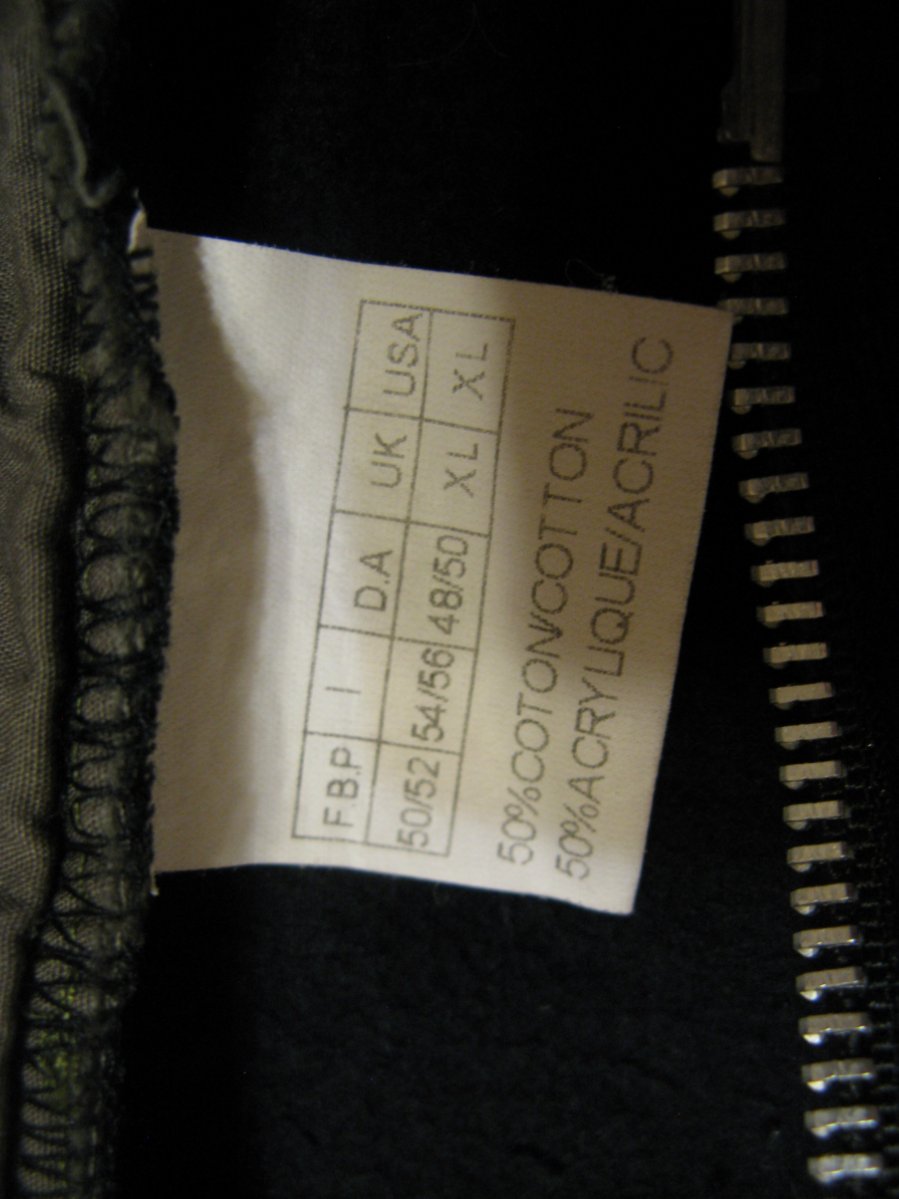 F B.P I D.A UK USA
50/52 54/56 48/50 XL XL
50%COTON/COTTON
50%ACRYLIQUE/ACRILIC